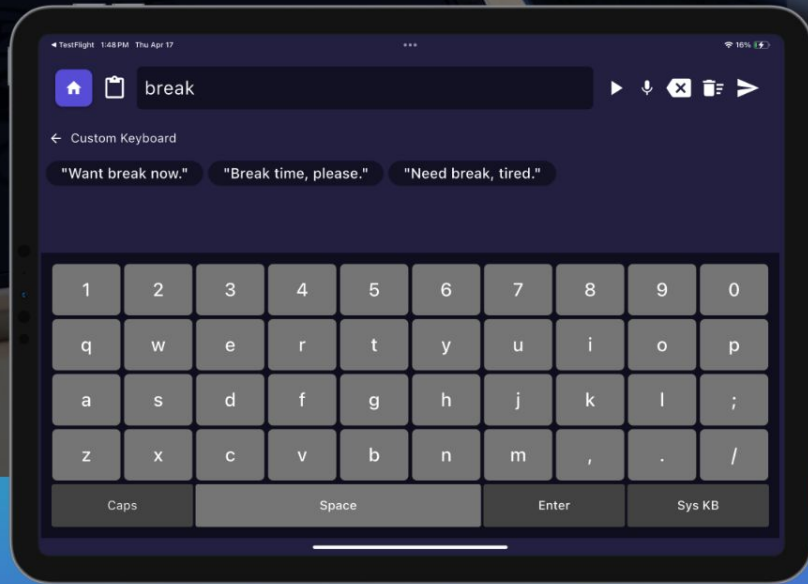 TestFlight 1:48 PM Thu Apr 17
16%
break
Custom Keyboard
"Want break now." "Break time, please." "Need break, tired."
1 2 3 4 5 6 7 8 9 0
q w e r t y u i o p
a s d f g h j k l ;
z x c v b n m , . /
Caps Space Enter Sys KB